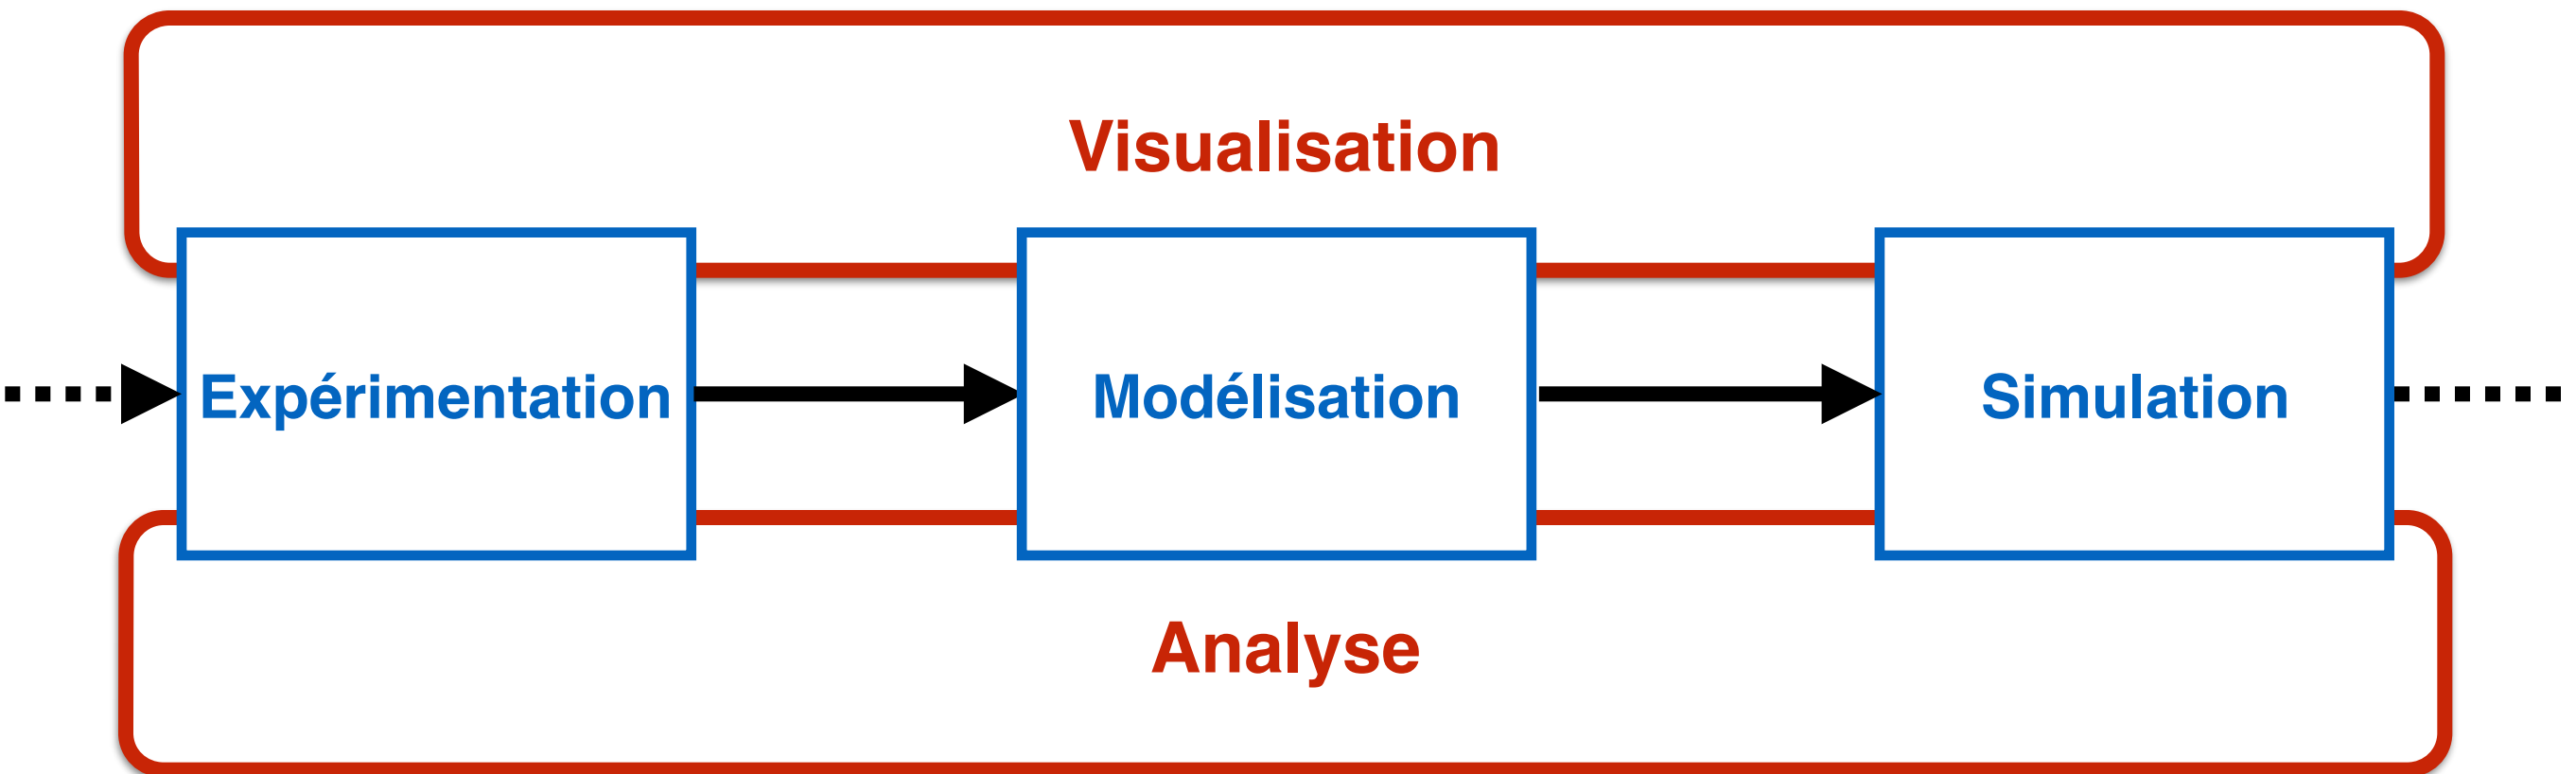 Visualisation
Expérimentation
Modélisation
Simulation
Analyse